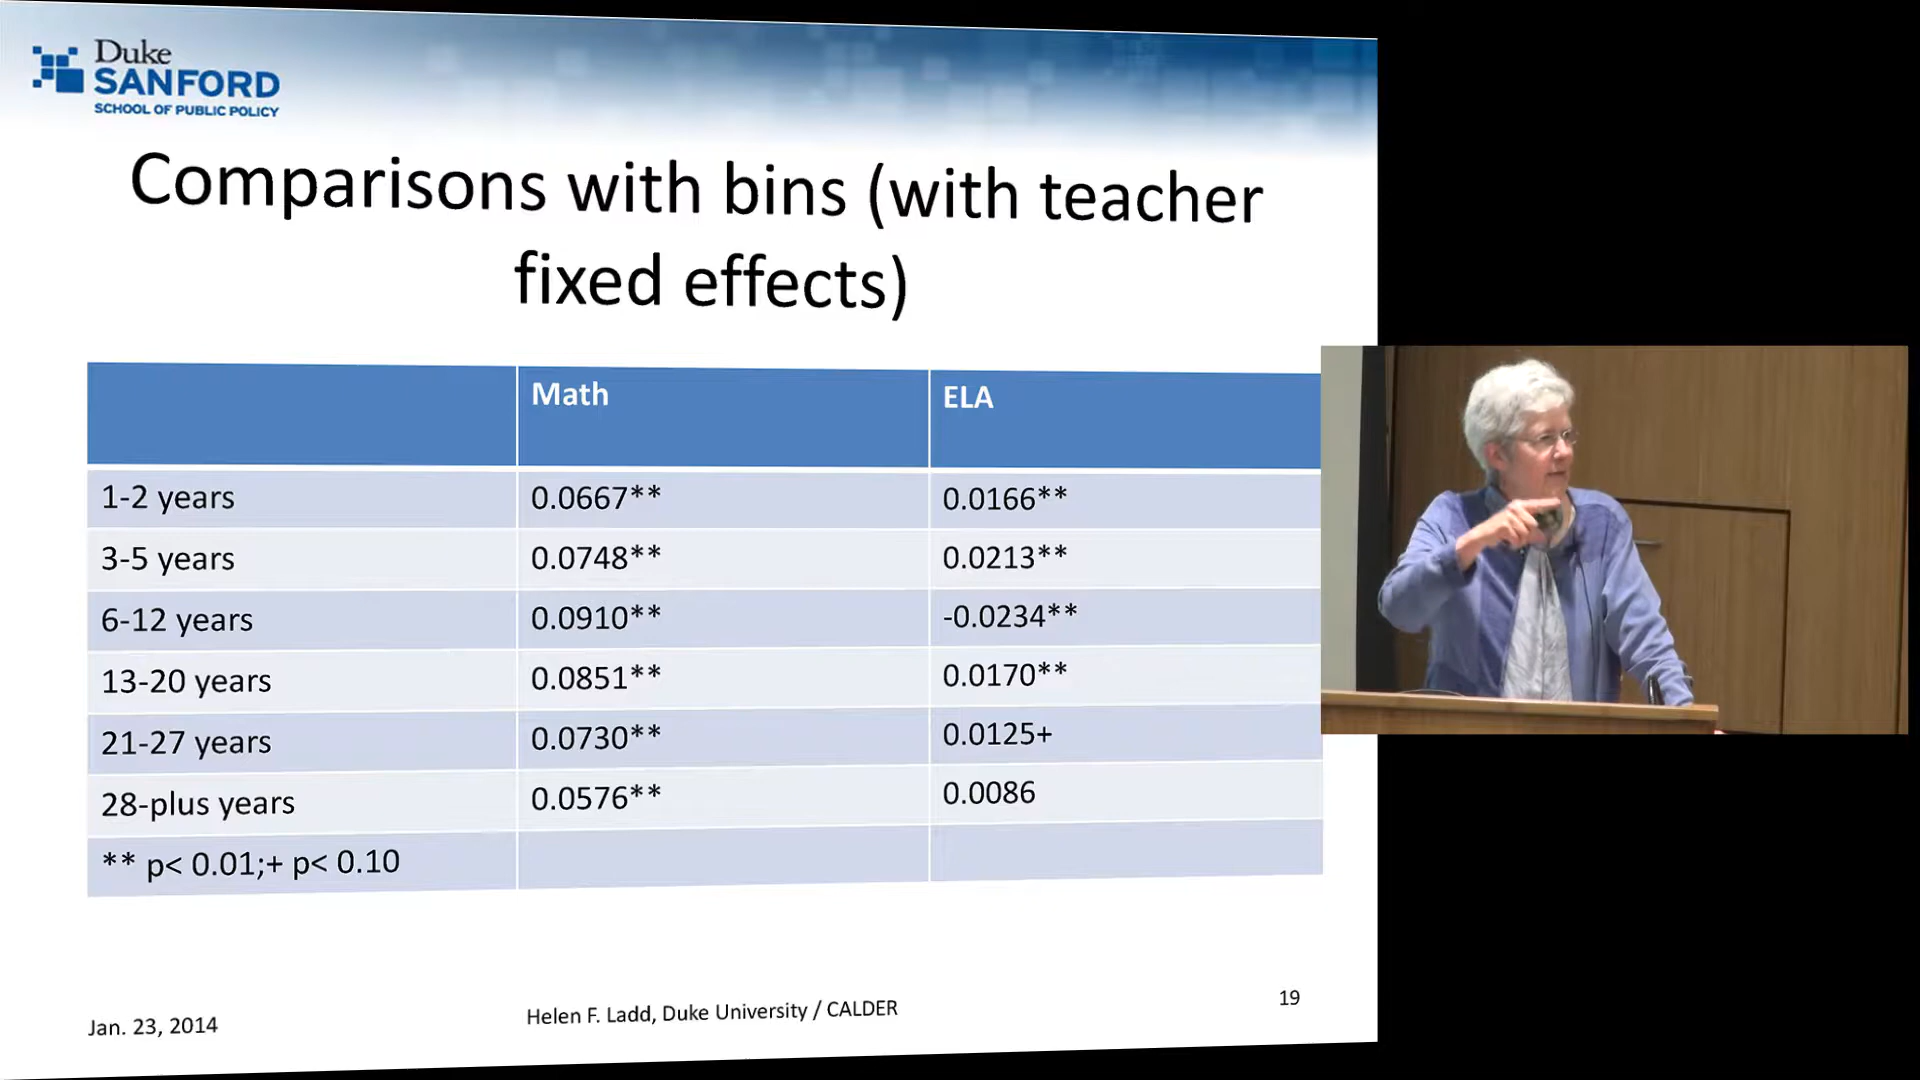 Duke
SANFORD
SCHOOL OF PUBLIC POLICY
Comparisons with bins (with teacher
fixed effects)
Math ELA
1-2 years 0.0667** 0.0166**
3-5 years 0.0748** 0.0213**
6-12 years 0.0910** -0.0234**
13-20 years 0.0851** 0.0170**
21-27 years 0.0730** 0.0125+
28-plus years 0.0576** 0.0086
** p< 0.01;+ p< 0.10
Jan. 23, 2014 Helen F. Ladd, Duke University / CALDER 19